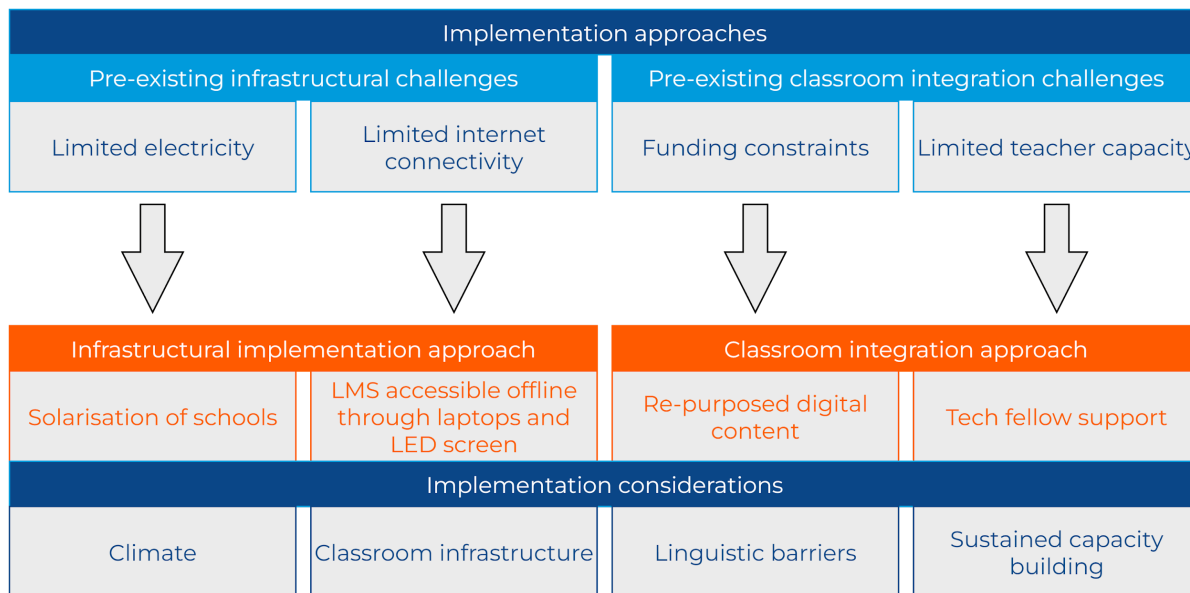 Implementation approaches
Pre-existing infrastructural challenges
Pre-existing classroom integration challenges
Limited electricity
Limited internet
connectivity
Funding constraints
Limited teacher capacity
Infrastructural implementation approach
Classroom integration approach
Solarisation of schools
LMS accessible offline
through laptops and
LED screen
Re-purposed digital
content
Tech fellow support
Implementation considerations
Climate
Classroom infrastructure
Linguistic barriers
Sustained capacity
building